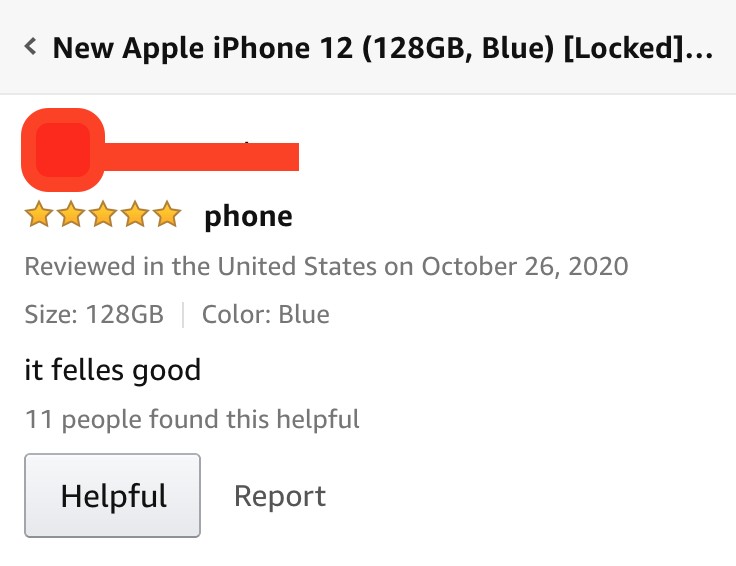 New Apple iPhone 12 (128GB, Blue) [Locked]...
phone
Reviewed in the United States on October 26, 2020
Size: 128GB | Color: Blue
it felles good
11 people found this helpful
Helpful Report